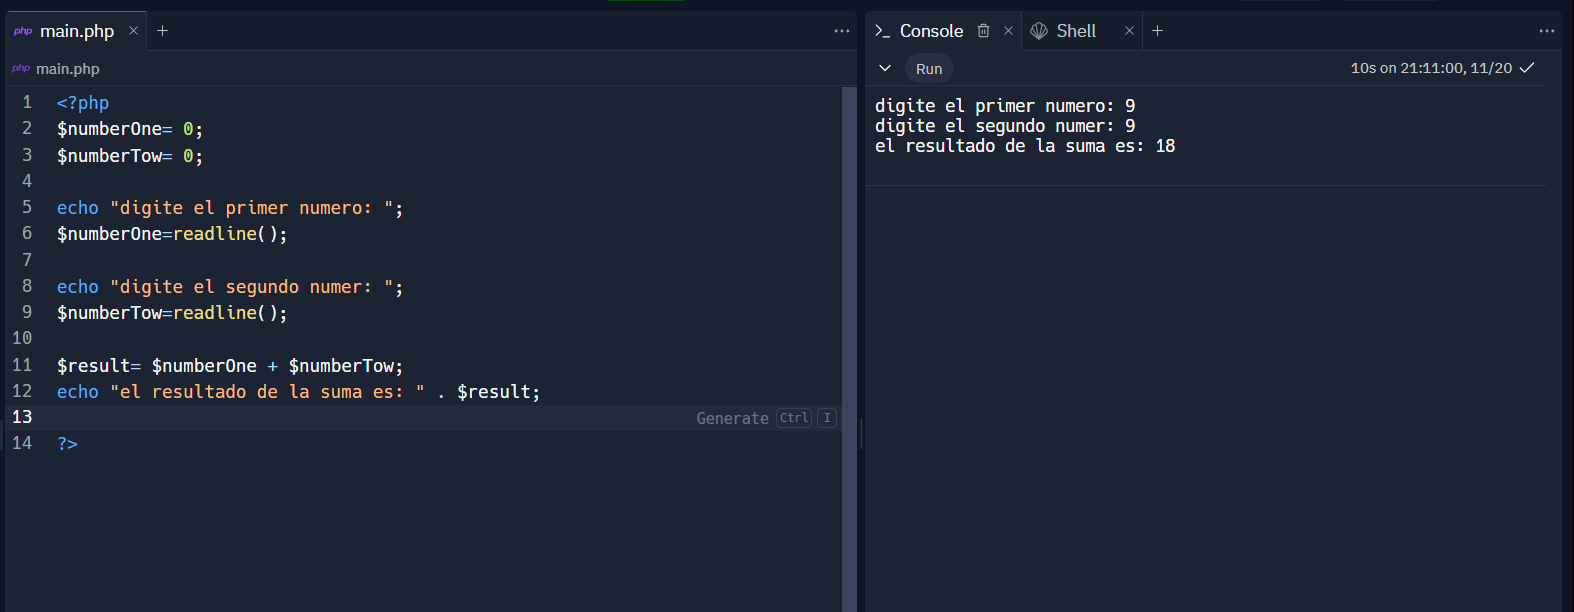 php main.php × +
php main.php
1 <?php
2 $numberOne= 0;
3 $numberTow= 0;
4
5 echo "digite el primer numero: ";
6 $numberOne=readline();
7
8 echo "digite el segundo numer: ";
9 $numberTow=readline();
10
11 $result= $numberOne + $numberTow;
12 echo "el resultado de la suma es: " . $result;
13 Generate Ctrl I
14 ?>
Console × Shell × +
Run 10s on 21:11:00, 11/20
digite el primer numero: 9
digite el segundo numer: 9
el resultado de la suma es: 18